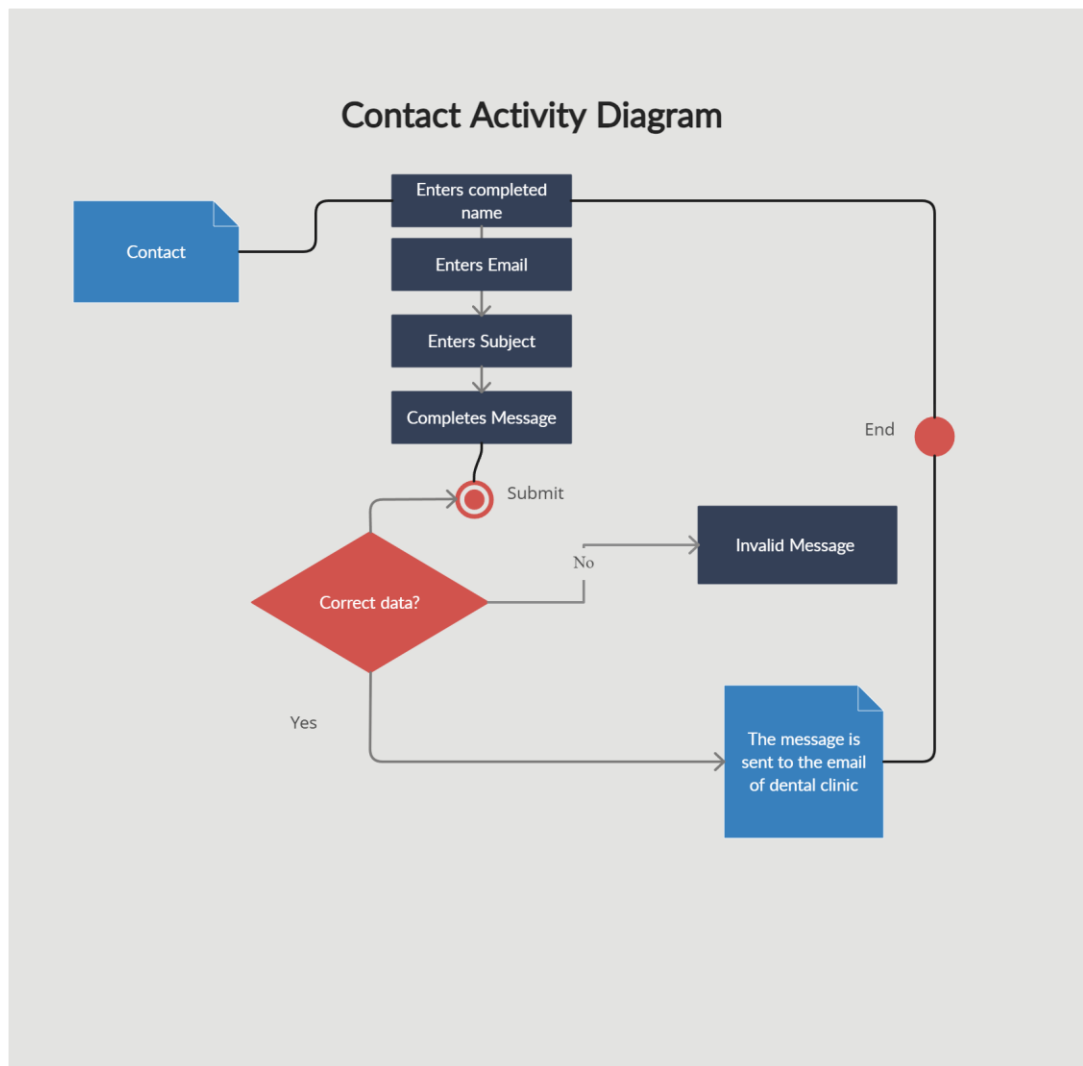 Contact Activity Diagram
Enters completed
name
Contact
Enters Email
Enters Subject
Completes Message
End
Submit
Invalid Message
No
Correct data?
Yes
The message is
sent to the email
of dental clinic